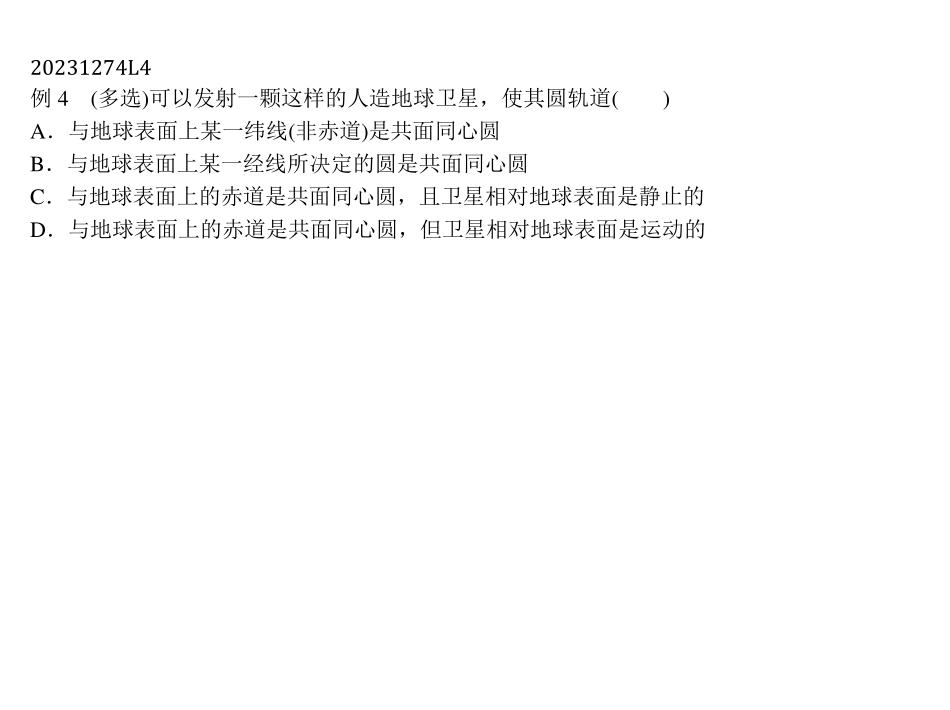 20231274L4
例 4　(多选)可以发射一颗这样的人造地球卫星，使其圆轨道(　　)
A．与地球表面上某一纬线(非赤道)是共面同心圆
B．与地球表面上某一经线所决定的圆是共面同心圆
C．与地球表面上的赤道是共面同心圆，且卫星相对地球表面是静止的
D．与地球表面上的赤道是共面同心圆，但卫星相对地球表面是运动的